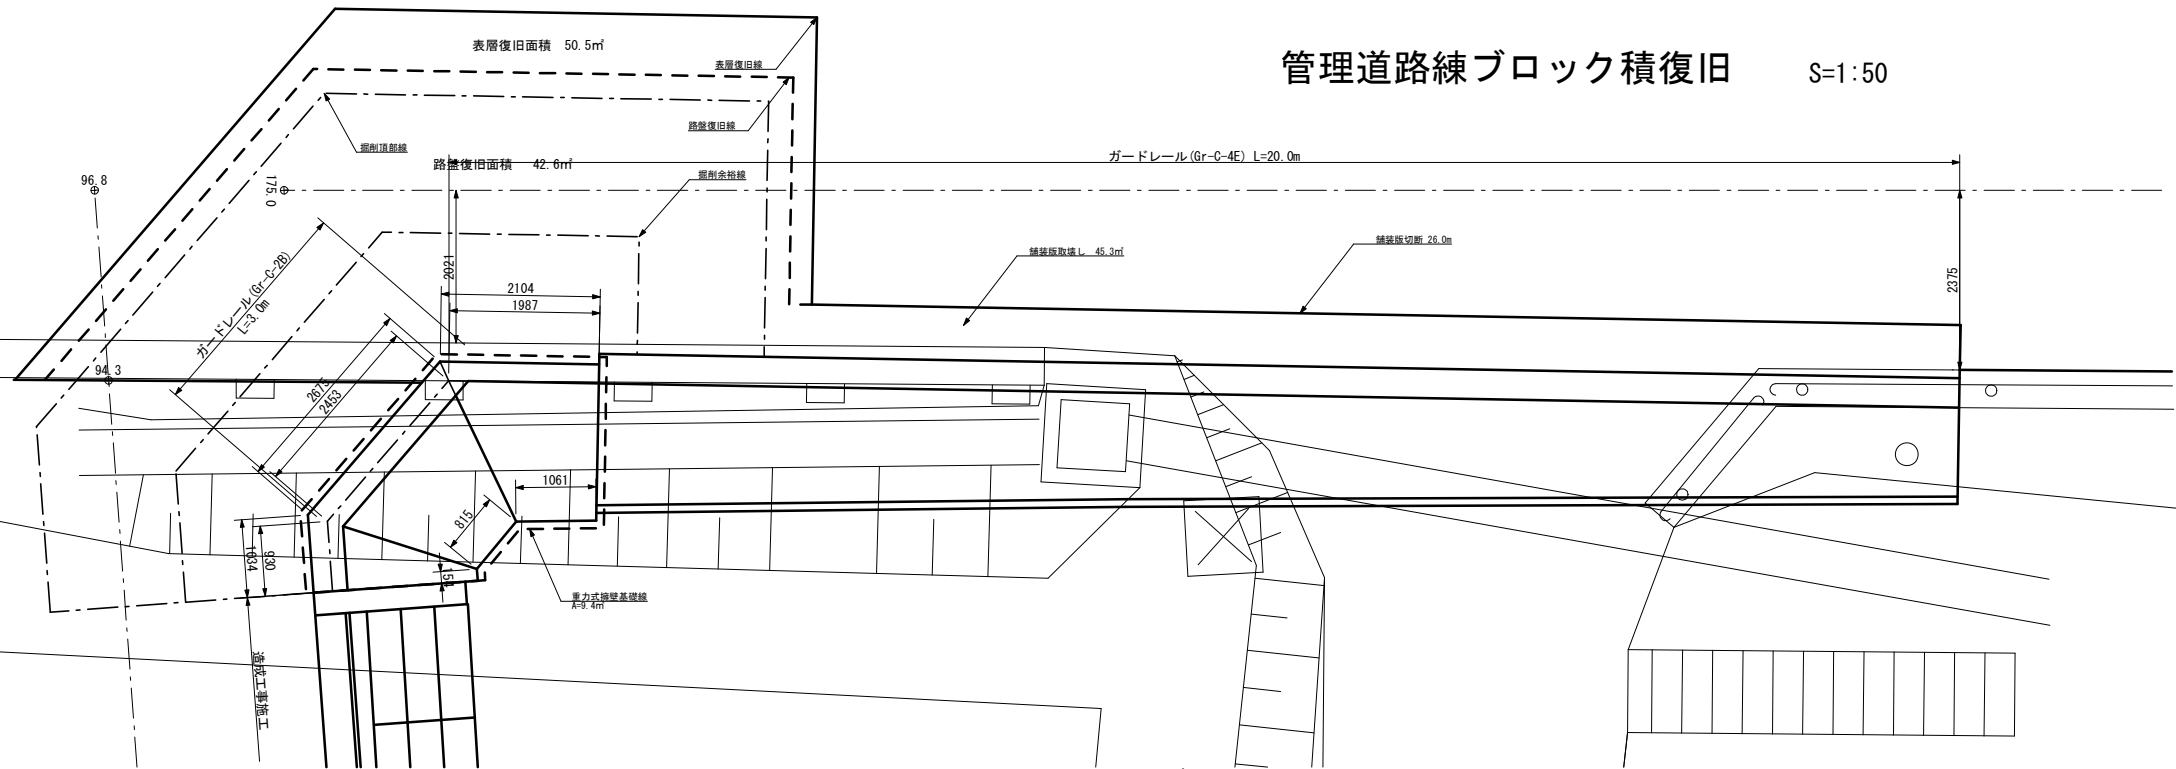 管理道路練ブロック積復旧 S=1:50
表層復旧面積 50.5㎡
表層復旧線
路盤復旧線
掘削頂部線
路盤復旧面積 42.6㎡
ガードレール(Gr-C-4E) L=20.0m
掘削余裕線
96.8
175.0
舗装版切断 26.0m
舗装版取壊し 45.3㎡
ガードレール(Gr-C-2B)
L=3.0m
2021
2375
2104
1987
94.3
2675
2453
1061
815
1034
930
重力式擁壁基礎線
A=9.4㎡
造成工事施工